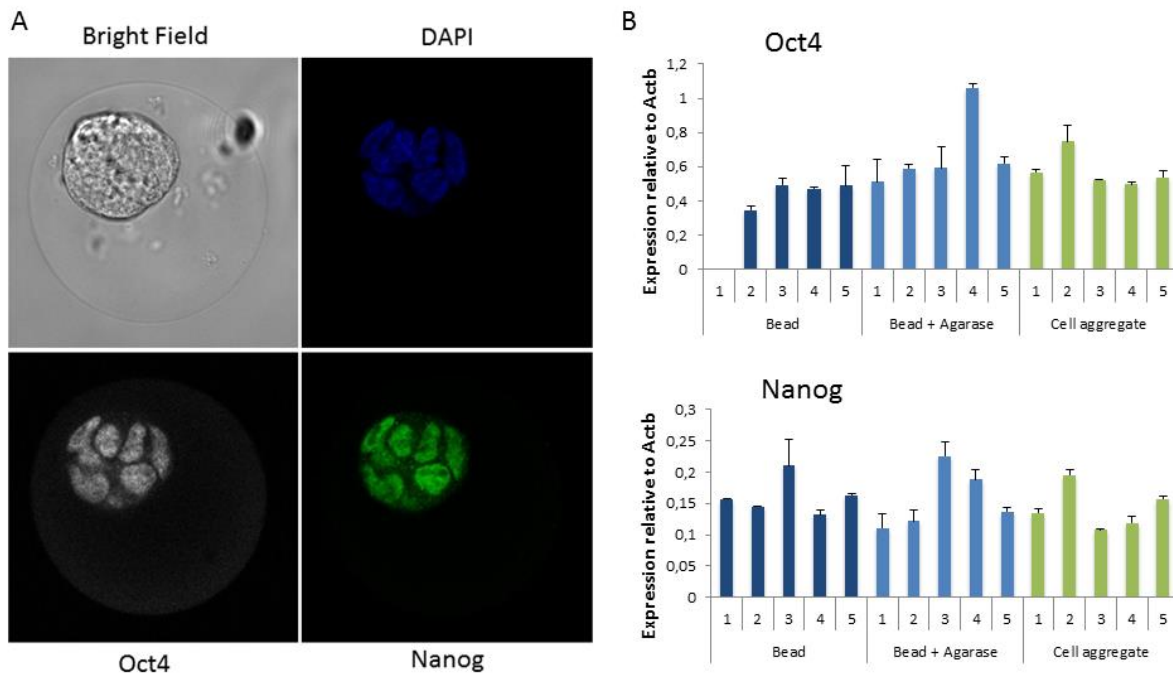 A
Bright Field
DAPI
Oct4
Nanog
B
Oct4
Expression relative to Actb
1,2
1
0,8
0,6
0,4
0,2
0
1 2 3 4 5 1 2 3 4 5 1 2 3 4 5
Bead Bead + Agarase Cell aggregate
Nanog
Expression relative to Actb
0,3
0,25
0,2
0,15
0,1
0,05
0
1 2 3 4 5 1 2 3 4 5 1 2 3 4 5
Bead Bead + Agarase Cell aggregate